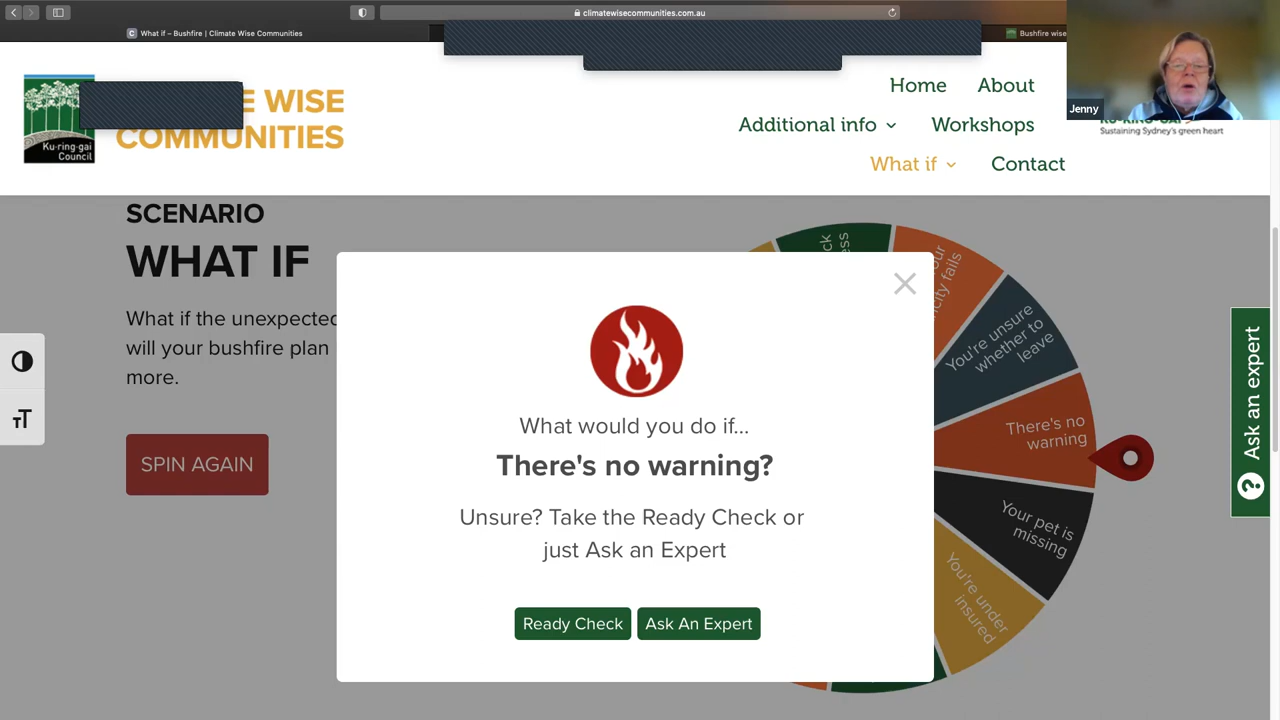 climatewisecommunities.com.au
What if – Bushfire | Climate Wise Communities
Bushfire wise
Jenny
WISE
COMMUNITIES
Ku-ring-gai
Council
Home
About
Additional info
Workshops
What if
Contact
Sustaining Sydney's green heart
SCENARIO
WHAT IF
What if the unexpected
will your bushfire plan
more.
SPIN AGAIN
What would you do if...
There's no warning?
Unsure? Take the Ready Check or
just Ask an Expert
Ready Check
Ask An Expert
fails
You're unsure
whether to
leave
There's no
warning
Your pet is
missing
You're under
insured
Ask an expert